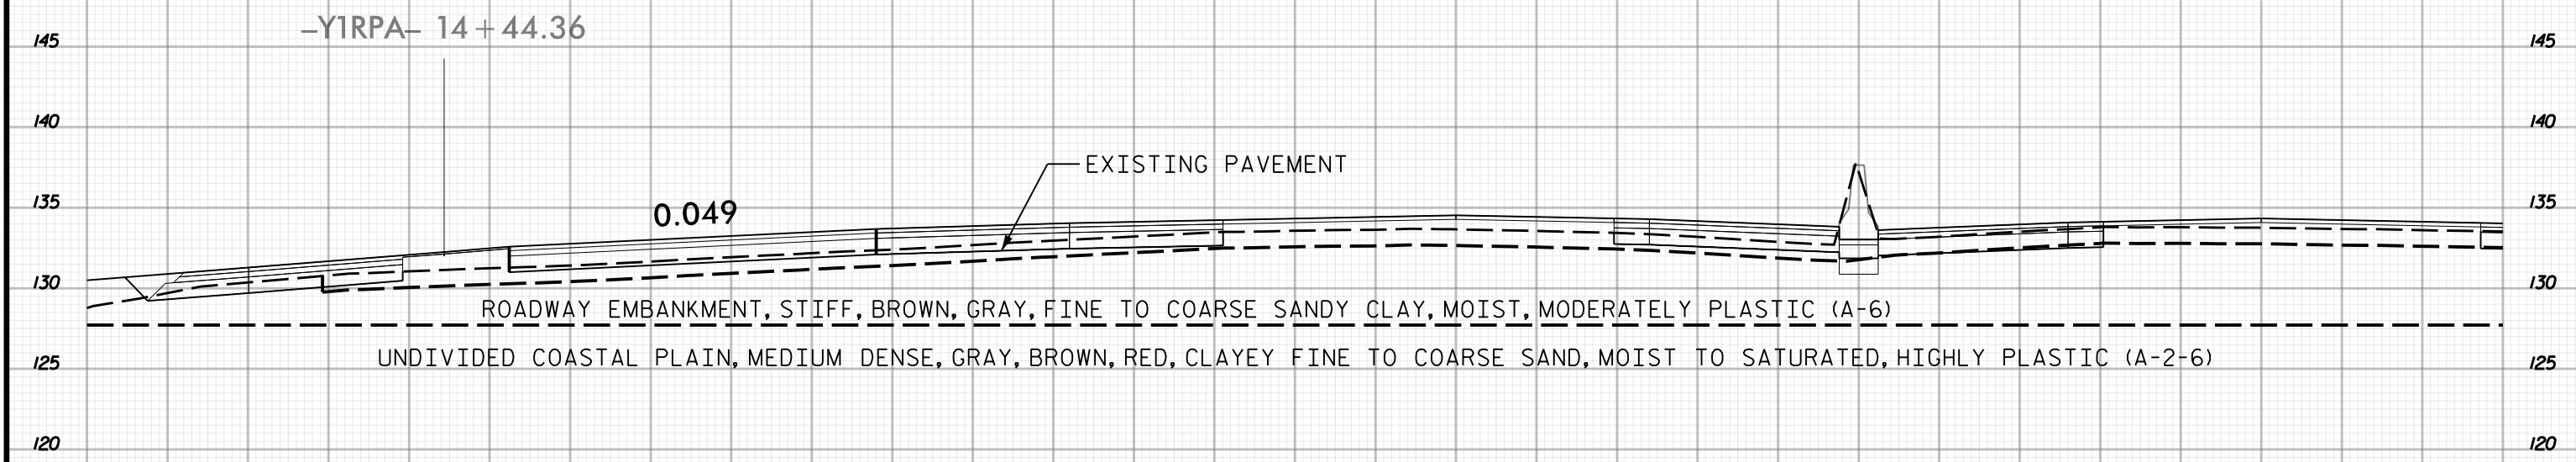 -Y1RPA- 14+44.36
145 145
140 140
EXISTING PAVEMENT
135 135
0.049
130 130
ROADWAY EMBANKMENT, STIFF, BROWN, GRAY, FINE TO COARSE SANDY CLAY, MOIST, MODERATELY PLASTIC (A-6)
UNDIVIDED COASTAL PLAIN, MEDIUM DENSE, GRAY, BROWN, RED, CLAYEY FINE TO COARSE SAND, MOIST TO SATURATED, HIGHLY PLASTIC (A-2-6)
125 125
120 120